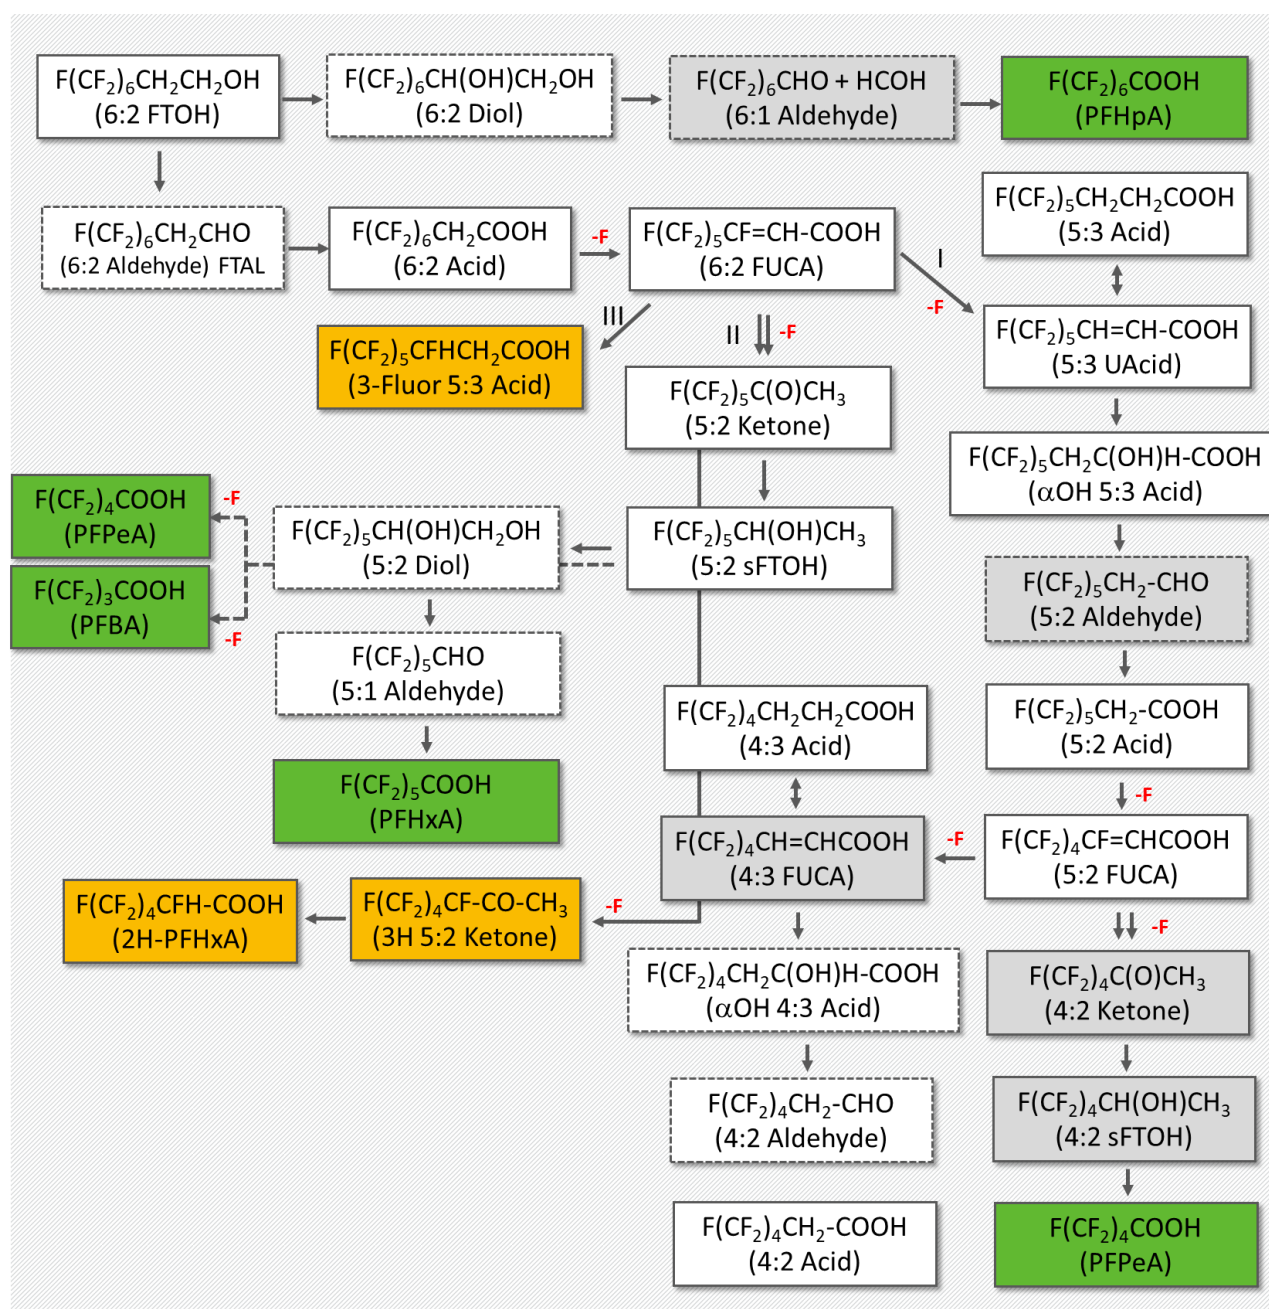 F(CF₂)₆CH₂CH₂OH
(6:2 FTOH)
F(CF₂)₆CH(OH)CH₂OH
(6:2 Diol)
F(CF₂)₆CHO + HCOH
(6:1 Aldehyde)
F(CF₂)₆COOH
(PFHpA)
F(CF₂)₅CH₂CH₂COOH
(5:3 Acid)
F(CF₂)₆CH₂CHO
(6:2 Aldehyde) FTAL
F(CF₂)₆CH₂COOH
(6:2 Acid)
-F
F(CF₂)₅CF=CH-COOH
(6:2 FUCA)
I
-F
III
II
-F
F(CF₂)₅CH=CH-COOH
(5:3 UAcid)
F(CF₂)₅CFHCH₂COOH
(3-Fluor 5:3 Acid)
F(CF₂)₅C(O)CH₃
(5:2 Ketone)
F(CF₂)₅CH₂C(OH)H-COOH
(αOH 5:3 Acid)
F(CF₂)₄COOH
(PFPeA)
-F
F(CF₂)₅CH(OH)CH₂OH
(5:2 Diol)
F(CF₂)₅CH(OH)CH₃
(5:2 sFTOH)
F(CF₂)₅CH₂-CHO
(5:2 Aldehyde)
F(CF₂)₃COOH
(PFBA)
-F
F(CF₂)₅CHO
(5:1 Aldehyde)
F(CF₂)₄CH₂CH₂COOH
(4:3 Acid)
F(CF₂)₅CH₂-COOH
(5:2 Acid)
-F
F(CF₂)₅COOH
(PFHxA)
F(CF₂)₄CH=CHCOOH
(4:3 FUCA)
-F
F(CF₂)₄CF=CHCOOH
(5:2 FUCA)
F(CF₂)₄CFH-COOH
(2H-PFHxA)
F(CF₂)₄CF-CO-CH₃
(3H 5:2 Ketone)
-F
-F
F(CF₂)₄CH₂C(OH)H-COOH
(αOH 4:3 Acid)
F(CF₂)₄C(O)CH₃
(4:2 Ketone)
F(CF₂)₄CH₂-CHO
(4:2 Aldehyde)
F(CF₂)₄CH(OH)CH₃
(4:2 sFTOH)
F(CF₂)₄CH₂-COOH
(4:2 Acid)
F(CF₂)₄COOH
(PFPeA)